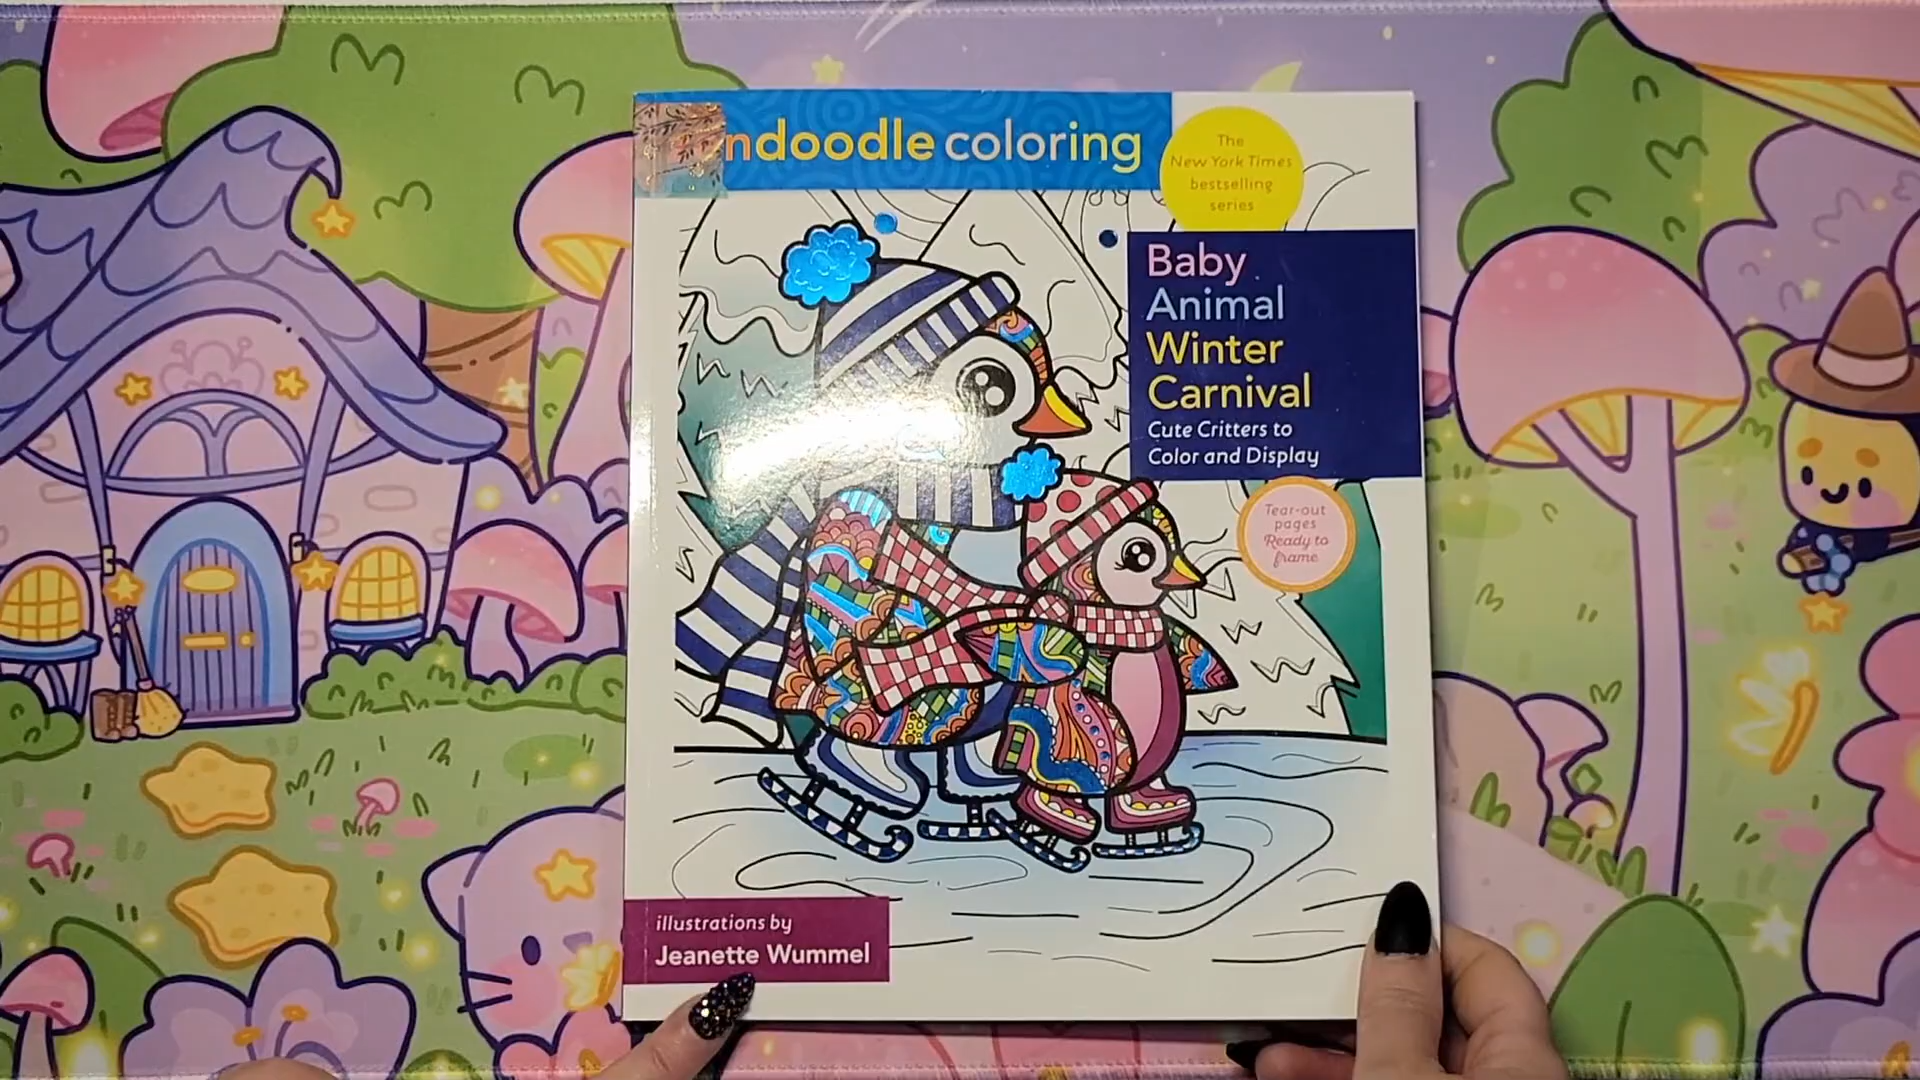 ndoodle coloring
The
New York Times
bestselling
series
Baby
Animal
Winter
Carnival
Cute Critters to
Color and Display
Tear-out
pages
Ready to
frame
illustrations by
Jeanette Wummel